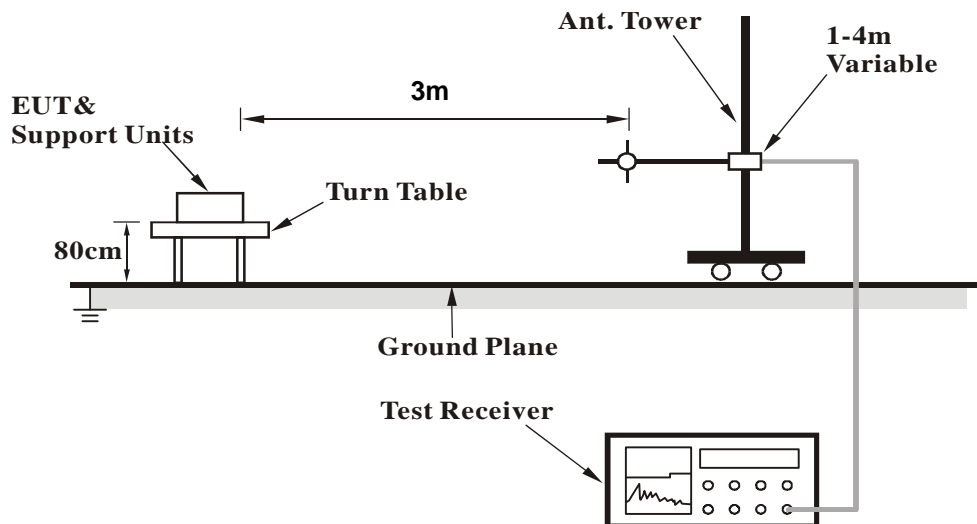 Ant. Tower
1-4m
Variable
3m
EUT&
Support Units
Turn Table
80cm
Ground Plane
Test Receiver